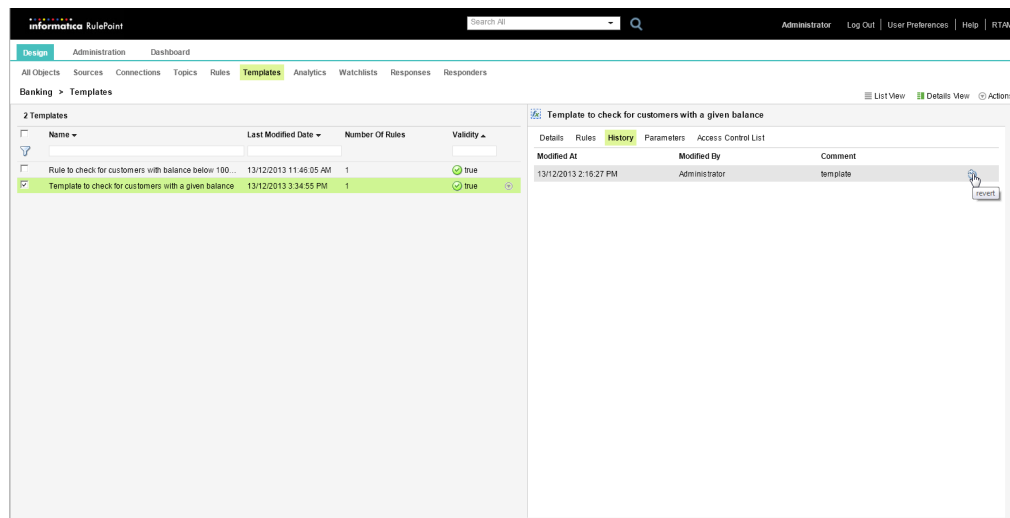 informatica RulePoint
Search All
Administrator Log Out | User Preferences | Help | RTAM
Design Administration Dashboard
All Objects Sources Connections Topics Rules Templates Analytics Watchlists Responses Responders
Banking > Templates
List View Details View Actions
2 Templates
Name Last Modified Date Number Of Rules Validity
Rule to check for customers with balance below 100... 13/12/2013 11:46:05 AM 1 true
Template to check for customers with a given balance 13/12/2013 3:34:55 PM 1 true
Template to check for customers with a given balance
Details Rules History Parameters Access Control List
Modified At Modified By Comment
13/12/2013 2:16:27 PM Administrator template
revert